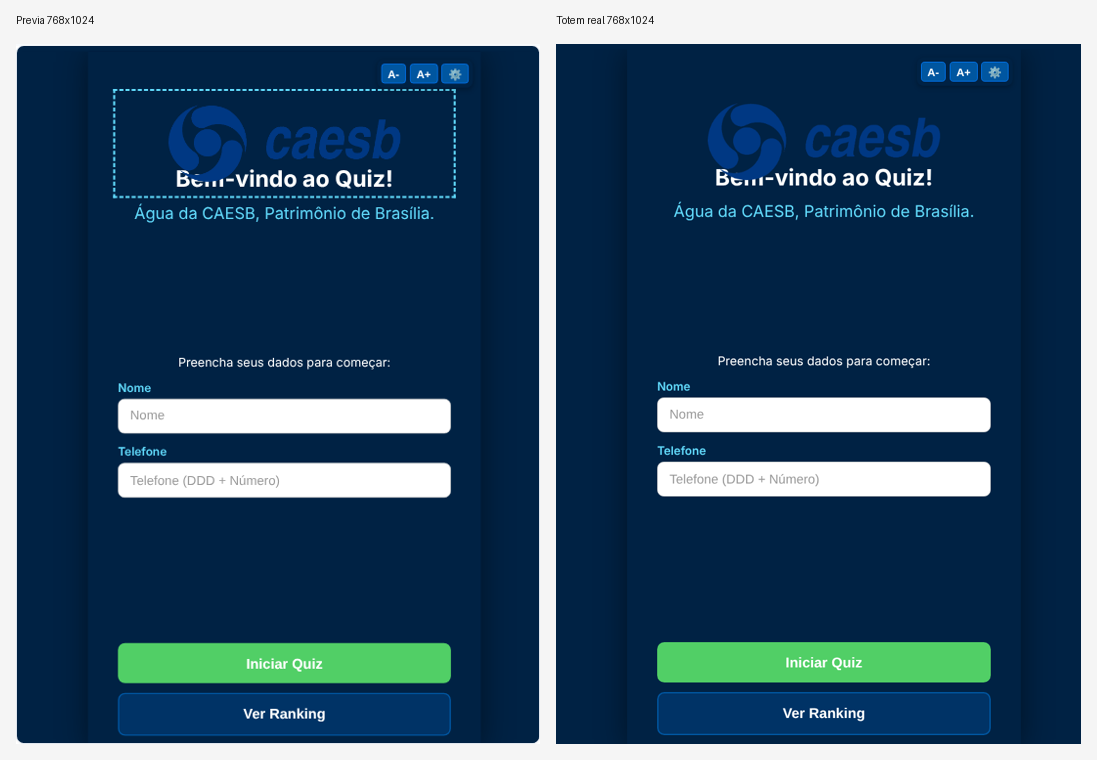 Previa 768x1024
A-
A+
caesb
Bem-vindo ao Quiz!
Água da CAESB, Patrimônio de Brasília.
Preencha seus dados para começar:
Nome
Nome
Telefone
Telefone (DDD + Número)
Iniciar Quiz
Ver Ranking
Totem real 768x1024
A-
A+
caesb
Bem-vindo ao Quiz!
Água da CAESB, Patrimônio de Brasília.
Preencha seus dados para começar:
Nome
Nome
Telefone
Telefone (DDD + Número)
Iniciar Quiz
Ver Ranking